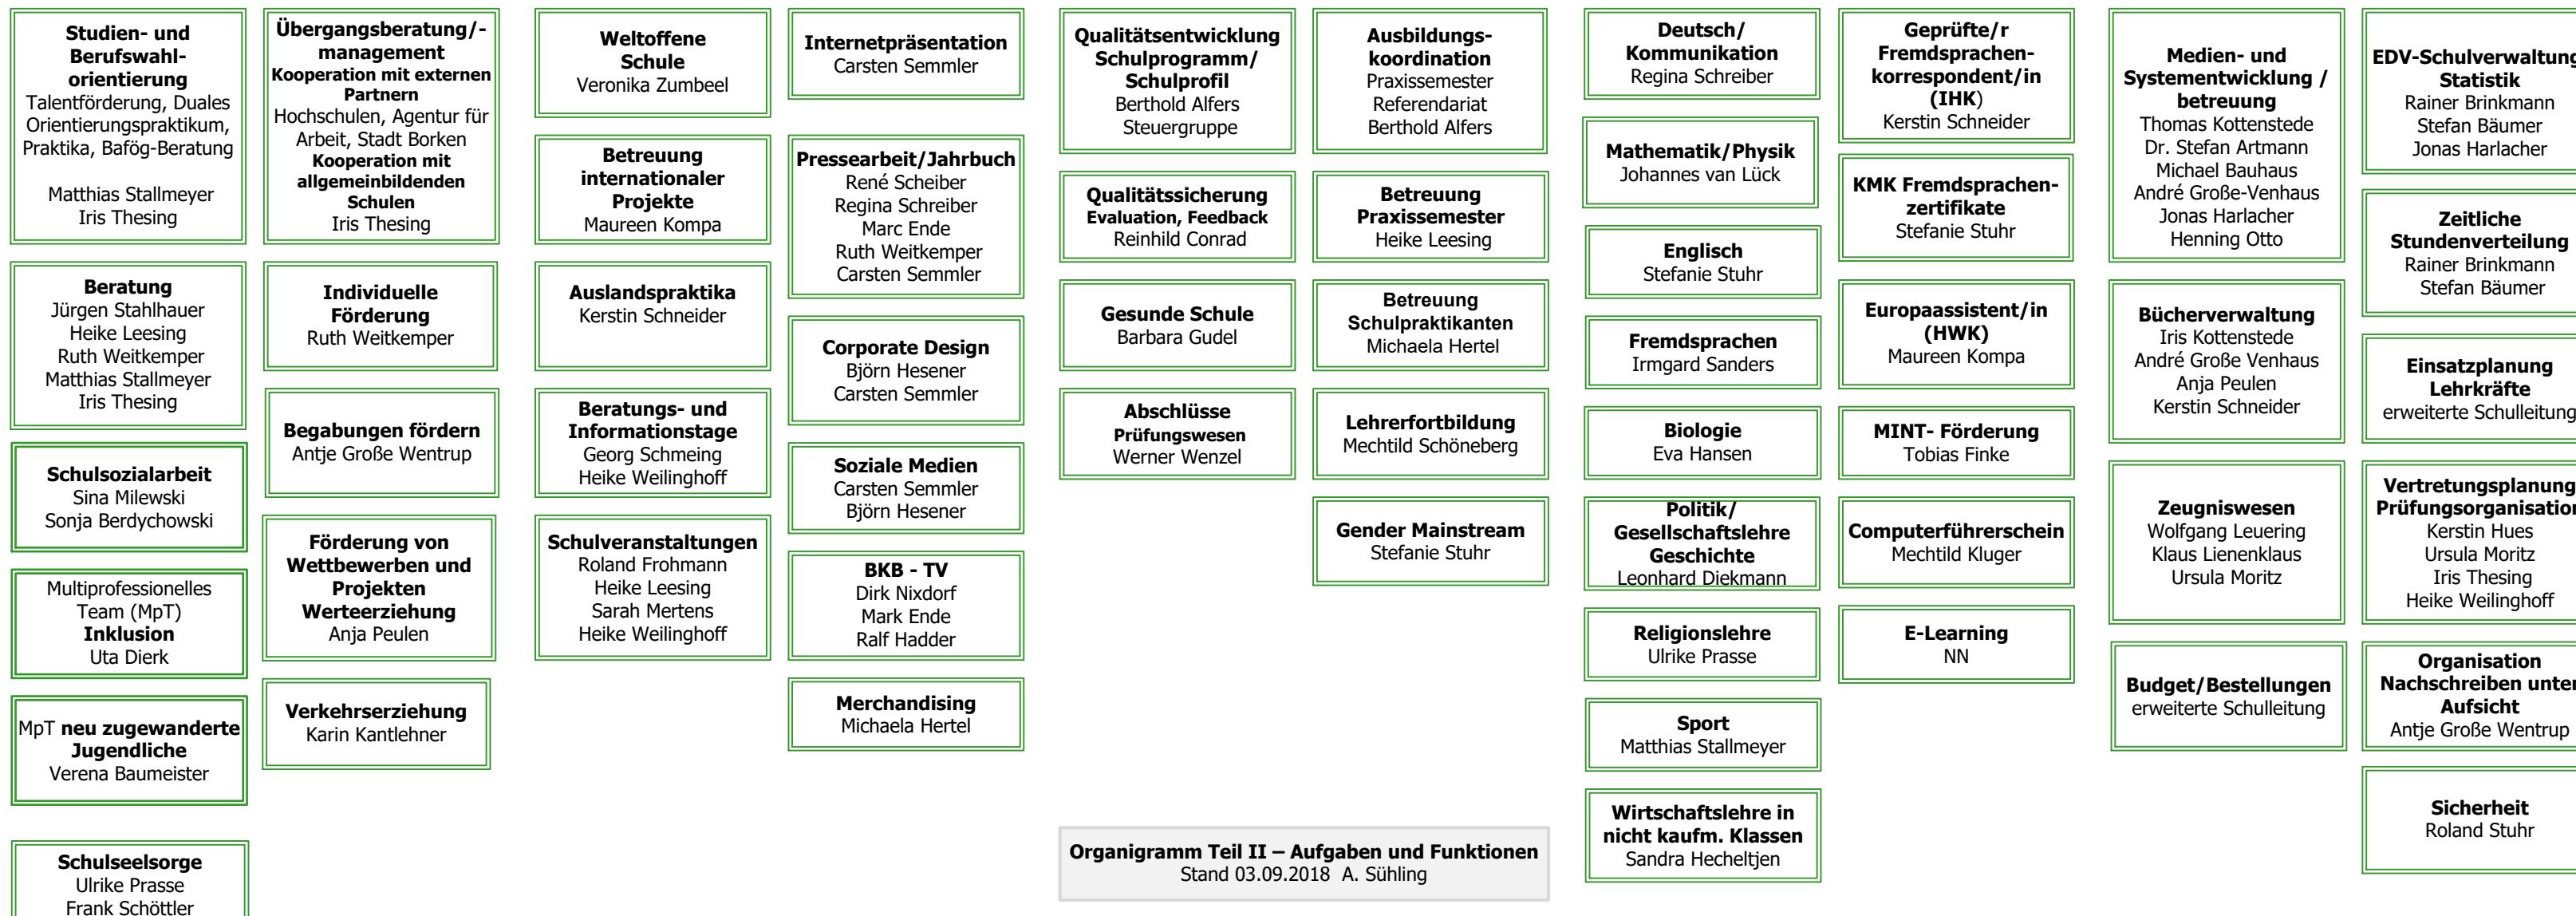 Studien- und
Berufswahl-
orientierung
Talentförderung, Duales
Orientierungspraktikum,
Praktika, Bafög-Beratung
Matthias Stallmeyer
Iris Thesing
Beratung
Jürgen Stahlhauer
Heike Leesing
Ruth Weitkemper
Matthias Stallmeyer
Iris Thesing
Schulsozialarbeit
Sina Milewski
Sonja Berdychowski
Multiprofessionelles
Team (MpT)
Inklusion
Uta Dierk
MpT neu zugewanderte
Jugendliche
Verena Baumeister
Schulseelsorge
Ulrike Prasse
Frank Schöttler
Übergangsberatung/-
management
Kooperation mit externen
Partnern
Hochschulen, Agentur für
Arbeit, Stadt Borken
Kooperation mit
allgemeinbildenden
Schulen
Iris Thesing
Individuelle
Förderung
Ruth Weitkemper
Begabungen fördern
Antje Große Wentrup
Förderung von
Wettbewerben und
Projekten
Werteerziehung
Anja Peulen
Verkehrserziehung
Karin Kantlehner
Weltoffene
Schule
Veronika Zumbeel
Betreuung
internationaler
Projekte
Maureen Kompa
Auslandspraktika
Kerstin Schneider
Beratungs- und
Informationstage
Georg Schmeing
Heike Weilinghoff
Schulveranstaltungen
Roland Frohmann
Heike Leesing
Sarah Mertens
Heike Weilinghoff
Internetpräsentation
Carsten Semmler
Pressearbeit/Jahrbuch
René Scheiber
Regina Schreiber
Marc Ende
Ruth Weitkemper
Carsten Semmler
Corporate Design
Björn Hesener
Carsten Semmler
Soziale Medien
Carsten Semmler
Björn Hesener
BKB - TV
Dirk Nixdorf
Mark Ende
Ralf Hadder
Merchandising
Michaela Hertel
Qualitätsentwicklung
Schulprogramm/
Schulprofil
Berthold Alfers
Steuergruppe
Qualitätssicherung
Evaluation, Feedback
Reinhild Conrad
Gesunde Schule
Barbara Gudel
Abschlüsse
Prüfungswesen
Werner Wenzel
Ausbildungs-
koordination
Praxissemester
Referendariat
Berthold Alfers
Betreuung
Praxissemester
Heike Leesing
Betreuung
Schulpraktikanten
Michaela Hertel
Lehrerfortbildung
Mechtild Schöneberg
Gender Mainstream
Stefanie Stuhr
Organigramm Teil II – Aufgaben und Funktionen
Stand 03.09.2018 A. Sühling
Deutsch/
Kommunikation
Regina Schreiber
Mathematik/Physik
Johannes van Lück
Englisch
Stefanie Stuhr
Fremdsprachen
Irmgard Sanders
Biologie
Eva Hansen
Politik/
Gesellschaftslehre
Geschichte
Leonhard Diekmann
Religionslehre
Ulrike Prasse
Sport
Matthias Stallmeyer
Wirtschaftslehre in
nicht kaufm. Klassen
Sandra Hecheltjen
Geprüfte/r
Fremdsprachen-
korrespondent/in
(IHK)
Kerstin Schneider
KMK Fremdsprachen-
zertifikate
Stefanie Stuhr
Europaassistent/in
(HWK)
Maureen Kompa
MINT- Förderung
Tobias Finke
Computerführerschein
Mechtild Kluger
E-Learning
NN
Medien- und
Systementwicklung /
betreuung
Thomas Kottenstede
Dr. Stefan Artmann
Michael Bauhaus
André Große-Venhaus
Jonas Harlacher
Henning Otto
Bücherverwaltung
Iris Kottenstede
André Große Venhaus
Anja Peulen
Kerstin Schneider
Zeugniswesen
Wolfgang Leuering
Klaus Lienenklaus
Ursula Moritz
Budget/Bestellungen
erweiterte Schulleitung
EDV-Schulverwaltung
Statistik
Rainer Brinkmann
Stefan Bäumer
Jonas Harlacher
Zeitliche
Stundenverteilung
Rainer Brinkmann
Stefan Bäumer
Einsatzplanung
Lehrkräfte
erweiterte Schulleitung
Vertretungsplanung
Prüfungsorganisation
Kerstin Hues
Ursula Moritz
Iris Thesing
Heike Weilinghoff
Organisation
Nachschreiben unter
Aufsicht
Antje Große Wentrup
Sicherheit
Roland Stuhr